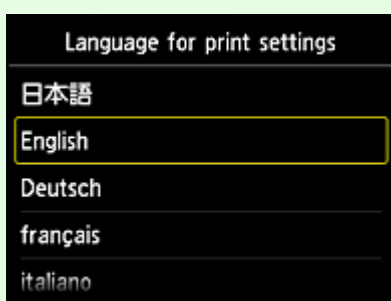 Language for print settings
日本語
English
Deutsch
français
italiano